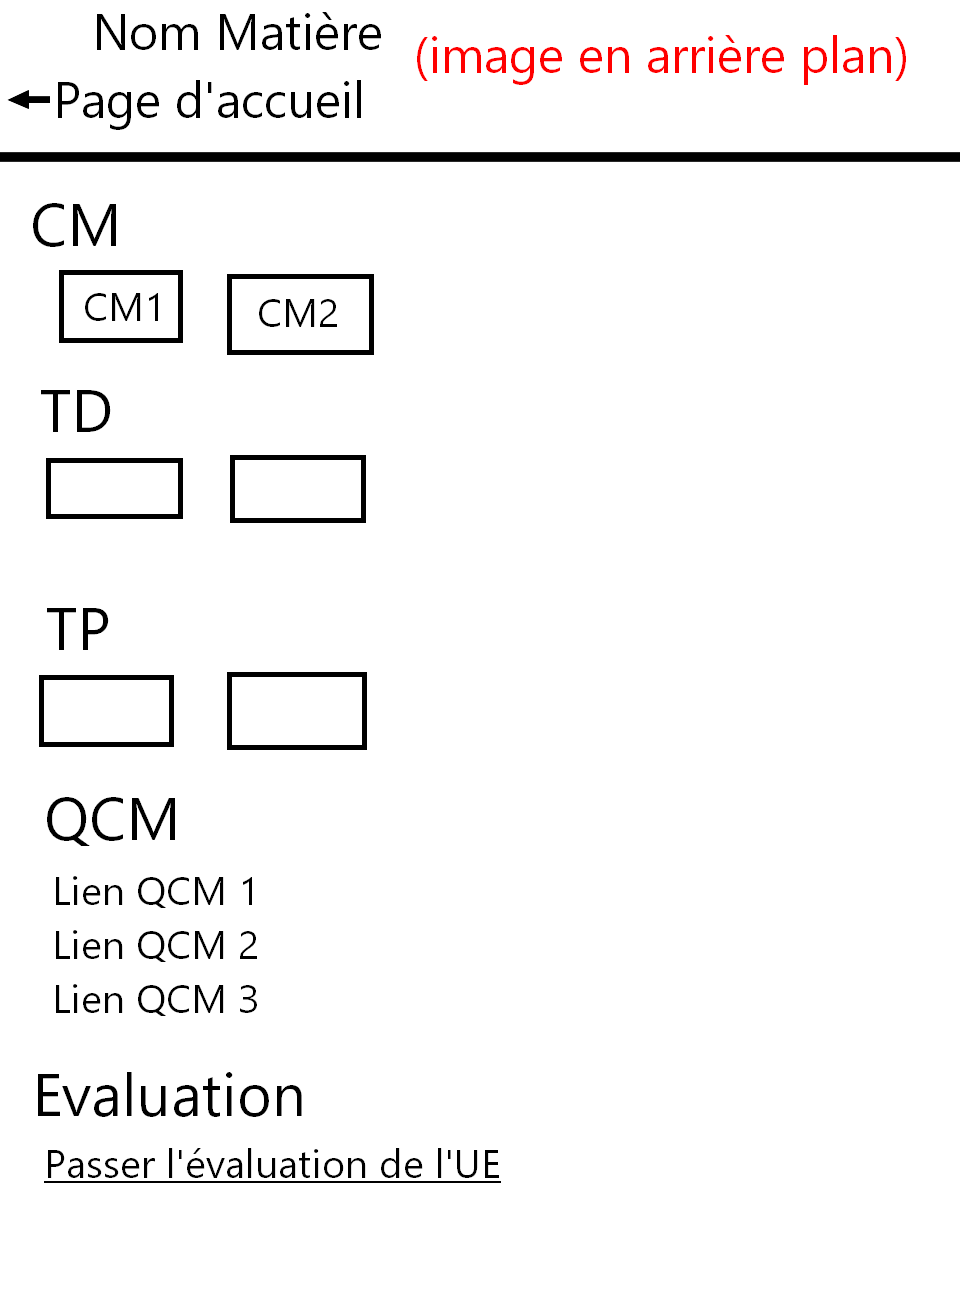 Nom Matière
(image en arrière plan)
Page d'accueil
CM
CM1
CM2
TD
TP
QCM
Lien QCM 1
Lien QCM 2
Lien QCM 3
Evaluation
Passer l'évaluation de l'UE